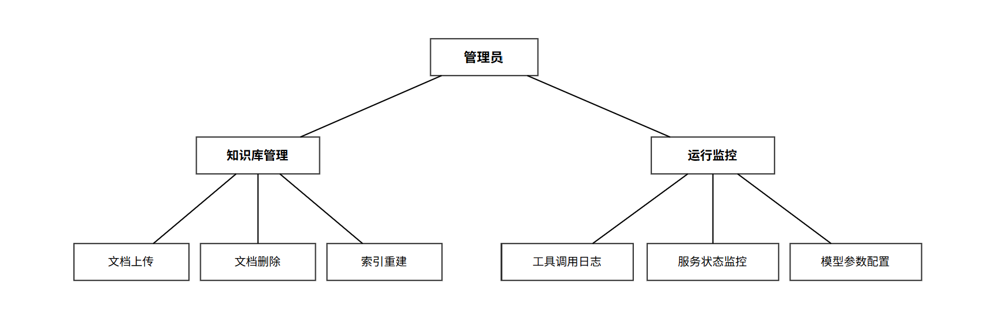 管理员
知识库管理
运行监控
文档上传
文档删除
索引重建
工具调用日志
服务状态监控
模型参数配置